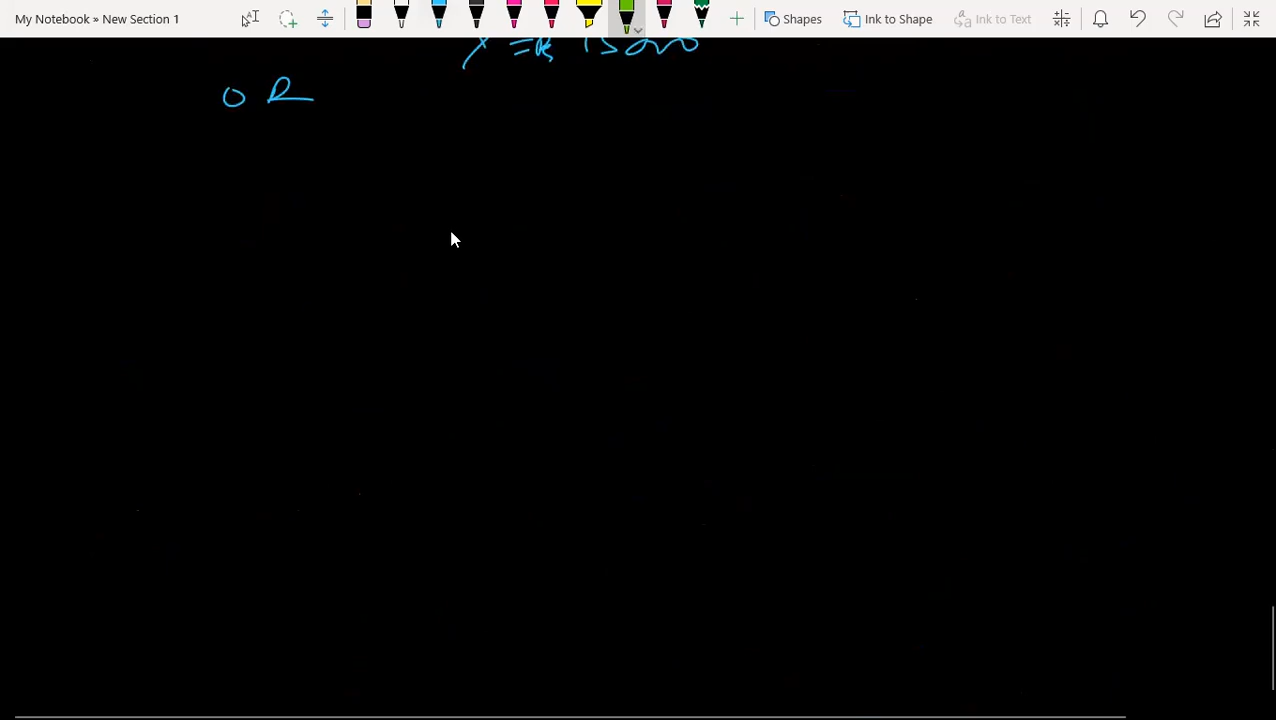 My Notebook » New Section 1
Shapes
Ink to Shape
Ink to Text
OR